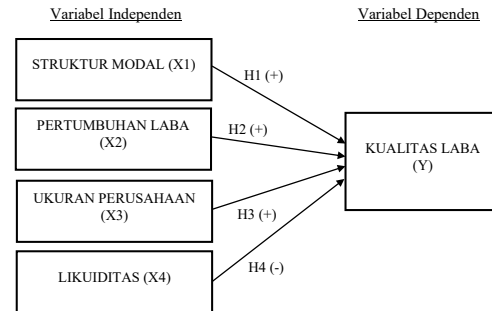 Variabel Independen
Variabel Dependen
STRUKTUR MODAL (X1)
H1 (+)
PERTUMBUHAN LABA
(X2)
H2 (+)
KUALITAS LABA
(Y)
UKURAN PERUSAHAAN
(X3)
H3 (+)
H4 (-)
LIKUIDITAS (X4)